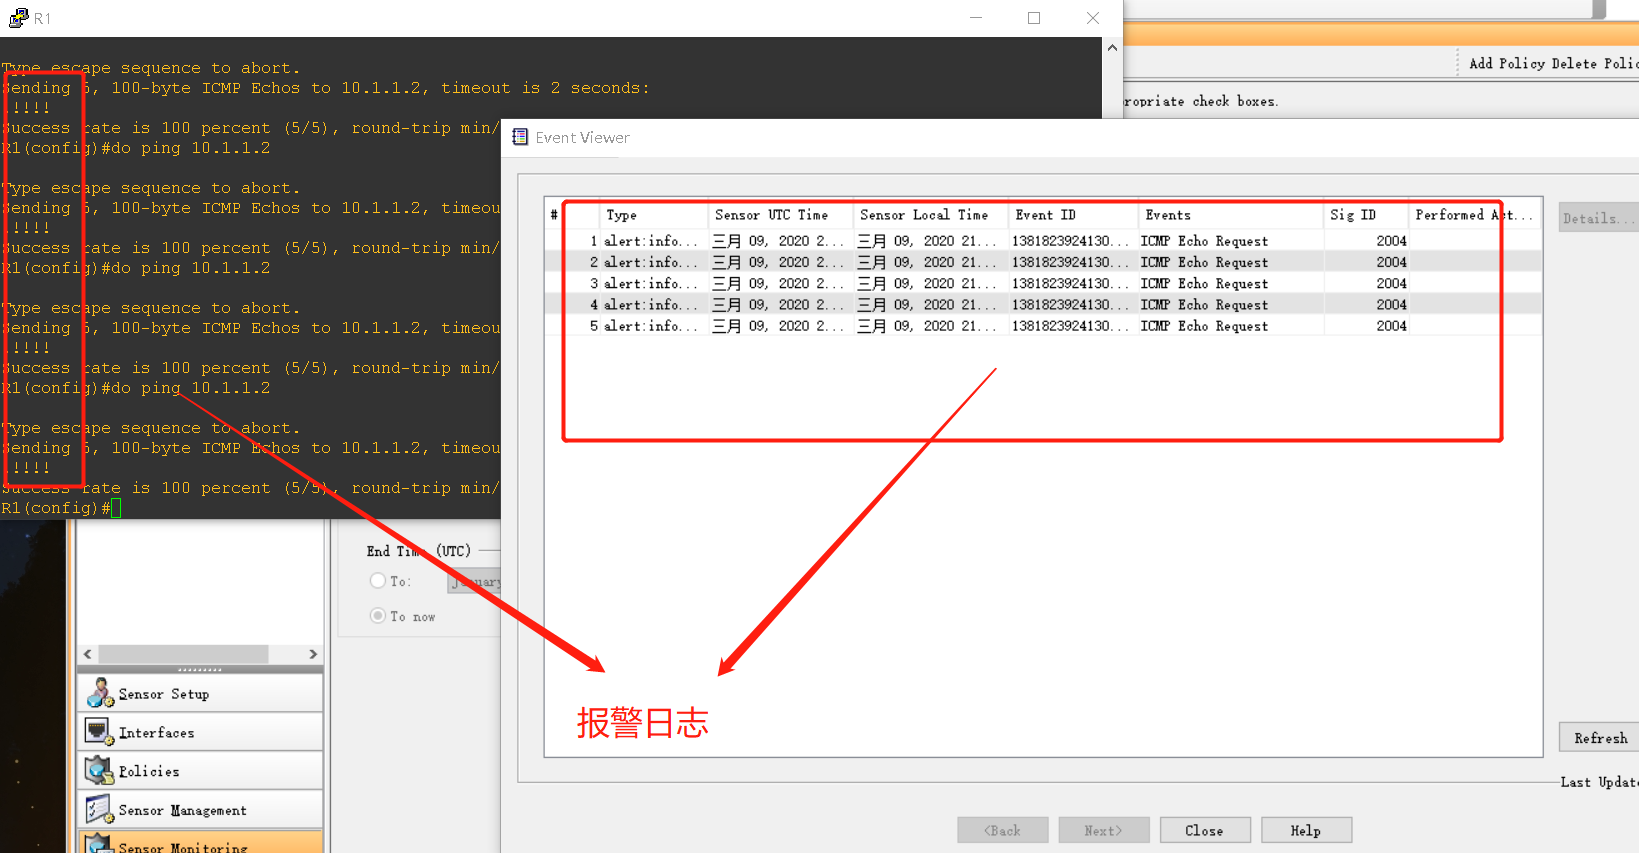 R1
Type escape sequence to abort.
Sending 5, 100-byte ICMP Echos to 10.1.1.2, timeout is 2 seconds:
!!!!!
Success rate is 100 percent (5/5), round-trip min/
R1(config)#do ping 10.1.1.2
Type escape sequence to abort.
Sending 5, 100-byte ICMP Echos to 10.1.1.2, timeou
!!!!!
Success rate is 100 percent (5/5), round-trip min/
R1(config)#do ping 10.1.1.2
Type escape sequence to abort.
Sending 5, 100-byte ICMP Echos to 10.1.1.2, timeou
!!!!!
Success rate is 100 percent (5/5), round-trip min/
R1(config)#do ping 10.1.1.2
Type escape sequence to abort.
Sending 5, 100-byte ICMP Echos to 10.1.1.2, timeou
!!!!!
Success rate is 100 percent (5/5), round-trip min/
R1(config)#
Add Policy Delete Polic
ropriate check boxes.
Event Viewer
# Type Sensor UTC Time Sensor Local Time Event ID Events Sig ID Performed Act...
1 alert:info... 三月 09, 2020 2... 三月 09, 2020 21... 1381823924130... ICMP Echo Request 2004
2 alert:info... 三月 09, 2020 2... 三月 09, 2020 21... 1381823924130... ICMP Echo Request 2004
3 alert:info... 三月 09, 2020 2... 三月 09, 2020 21... 1381823924130... ICMP Echo Request 2004
4 alert:info... 三月 09, 2020 2... 三月 09, 2020 21... 1381823924130... ICMP Echo Request 2004
5 alert:info... 三月 09, 2020 2... 三月 09, 2020 21... 1381823924130... ICMP Echo Request 2004
Details...
报警日志
Refresh
Last Update
<Back Next> Close Help
End Time (UTC)
To: January
To now
Sensor Setup
Interfaces
Policies
Sensor Management
Sensor Monitoring